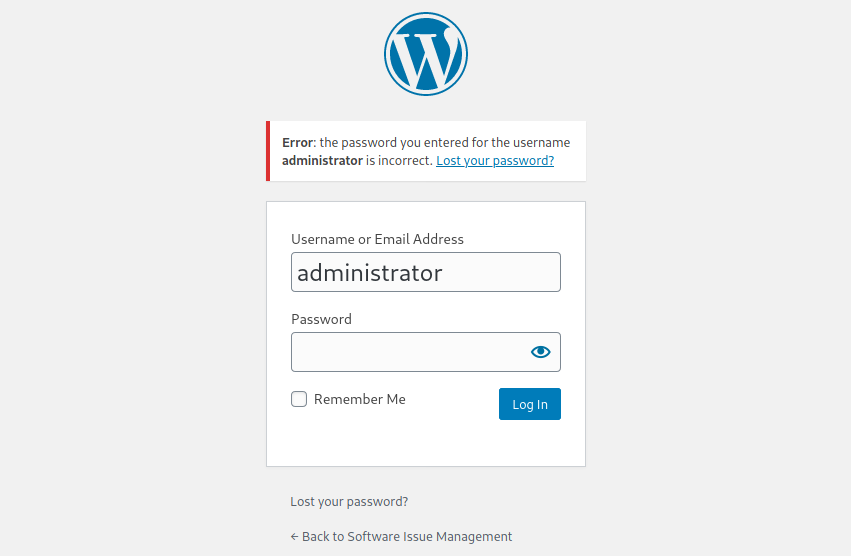 Error: the password you entered for the username
administrator is incorrect. Lost your password?
Username or Email Address
administrator
Password
Remember Me
Log In
Lost your password?
← Back to Software Issue Management